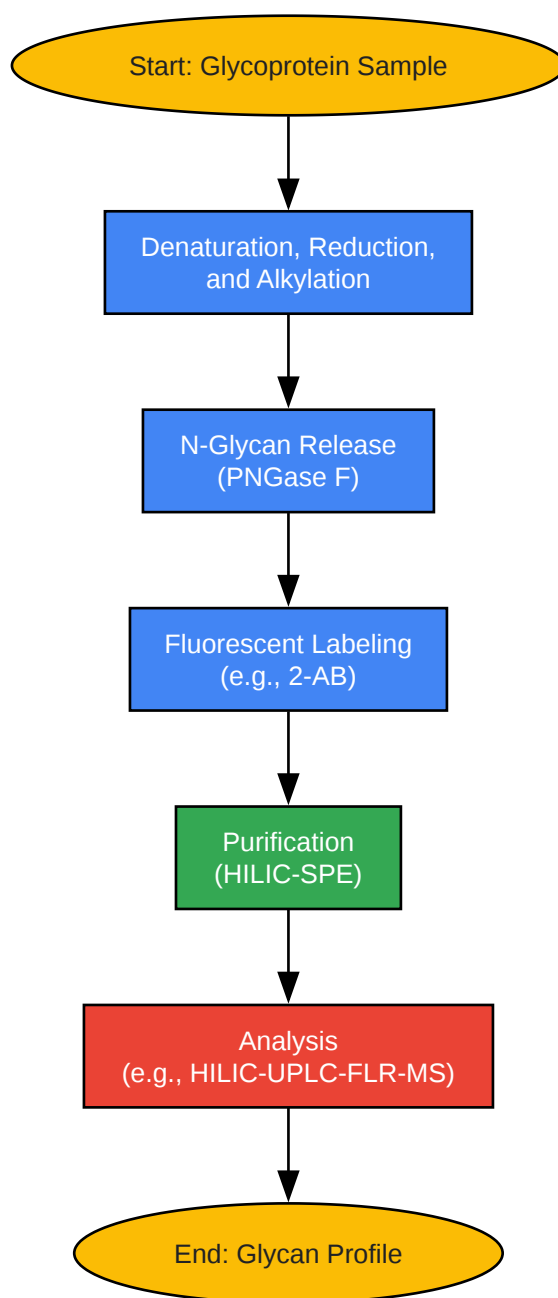 Start: Glycoprotein Sample
Denaturation, Reduction,
and Alkylation
N-Glycan Release
(PNGase F)
Fluorescent Labeling
(e.g., 2-AB)
Purification
(HILIC-SPE)
Analysis
(e.g., HILIC-UPLC-FLR-MS)
End: Glycan Profile